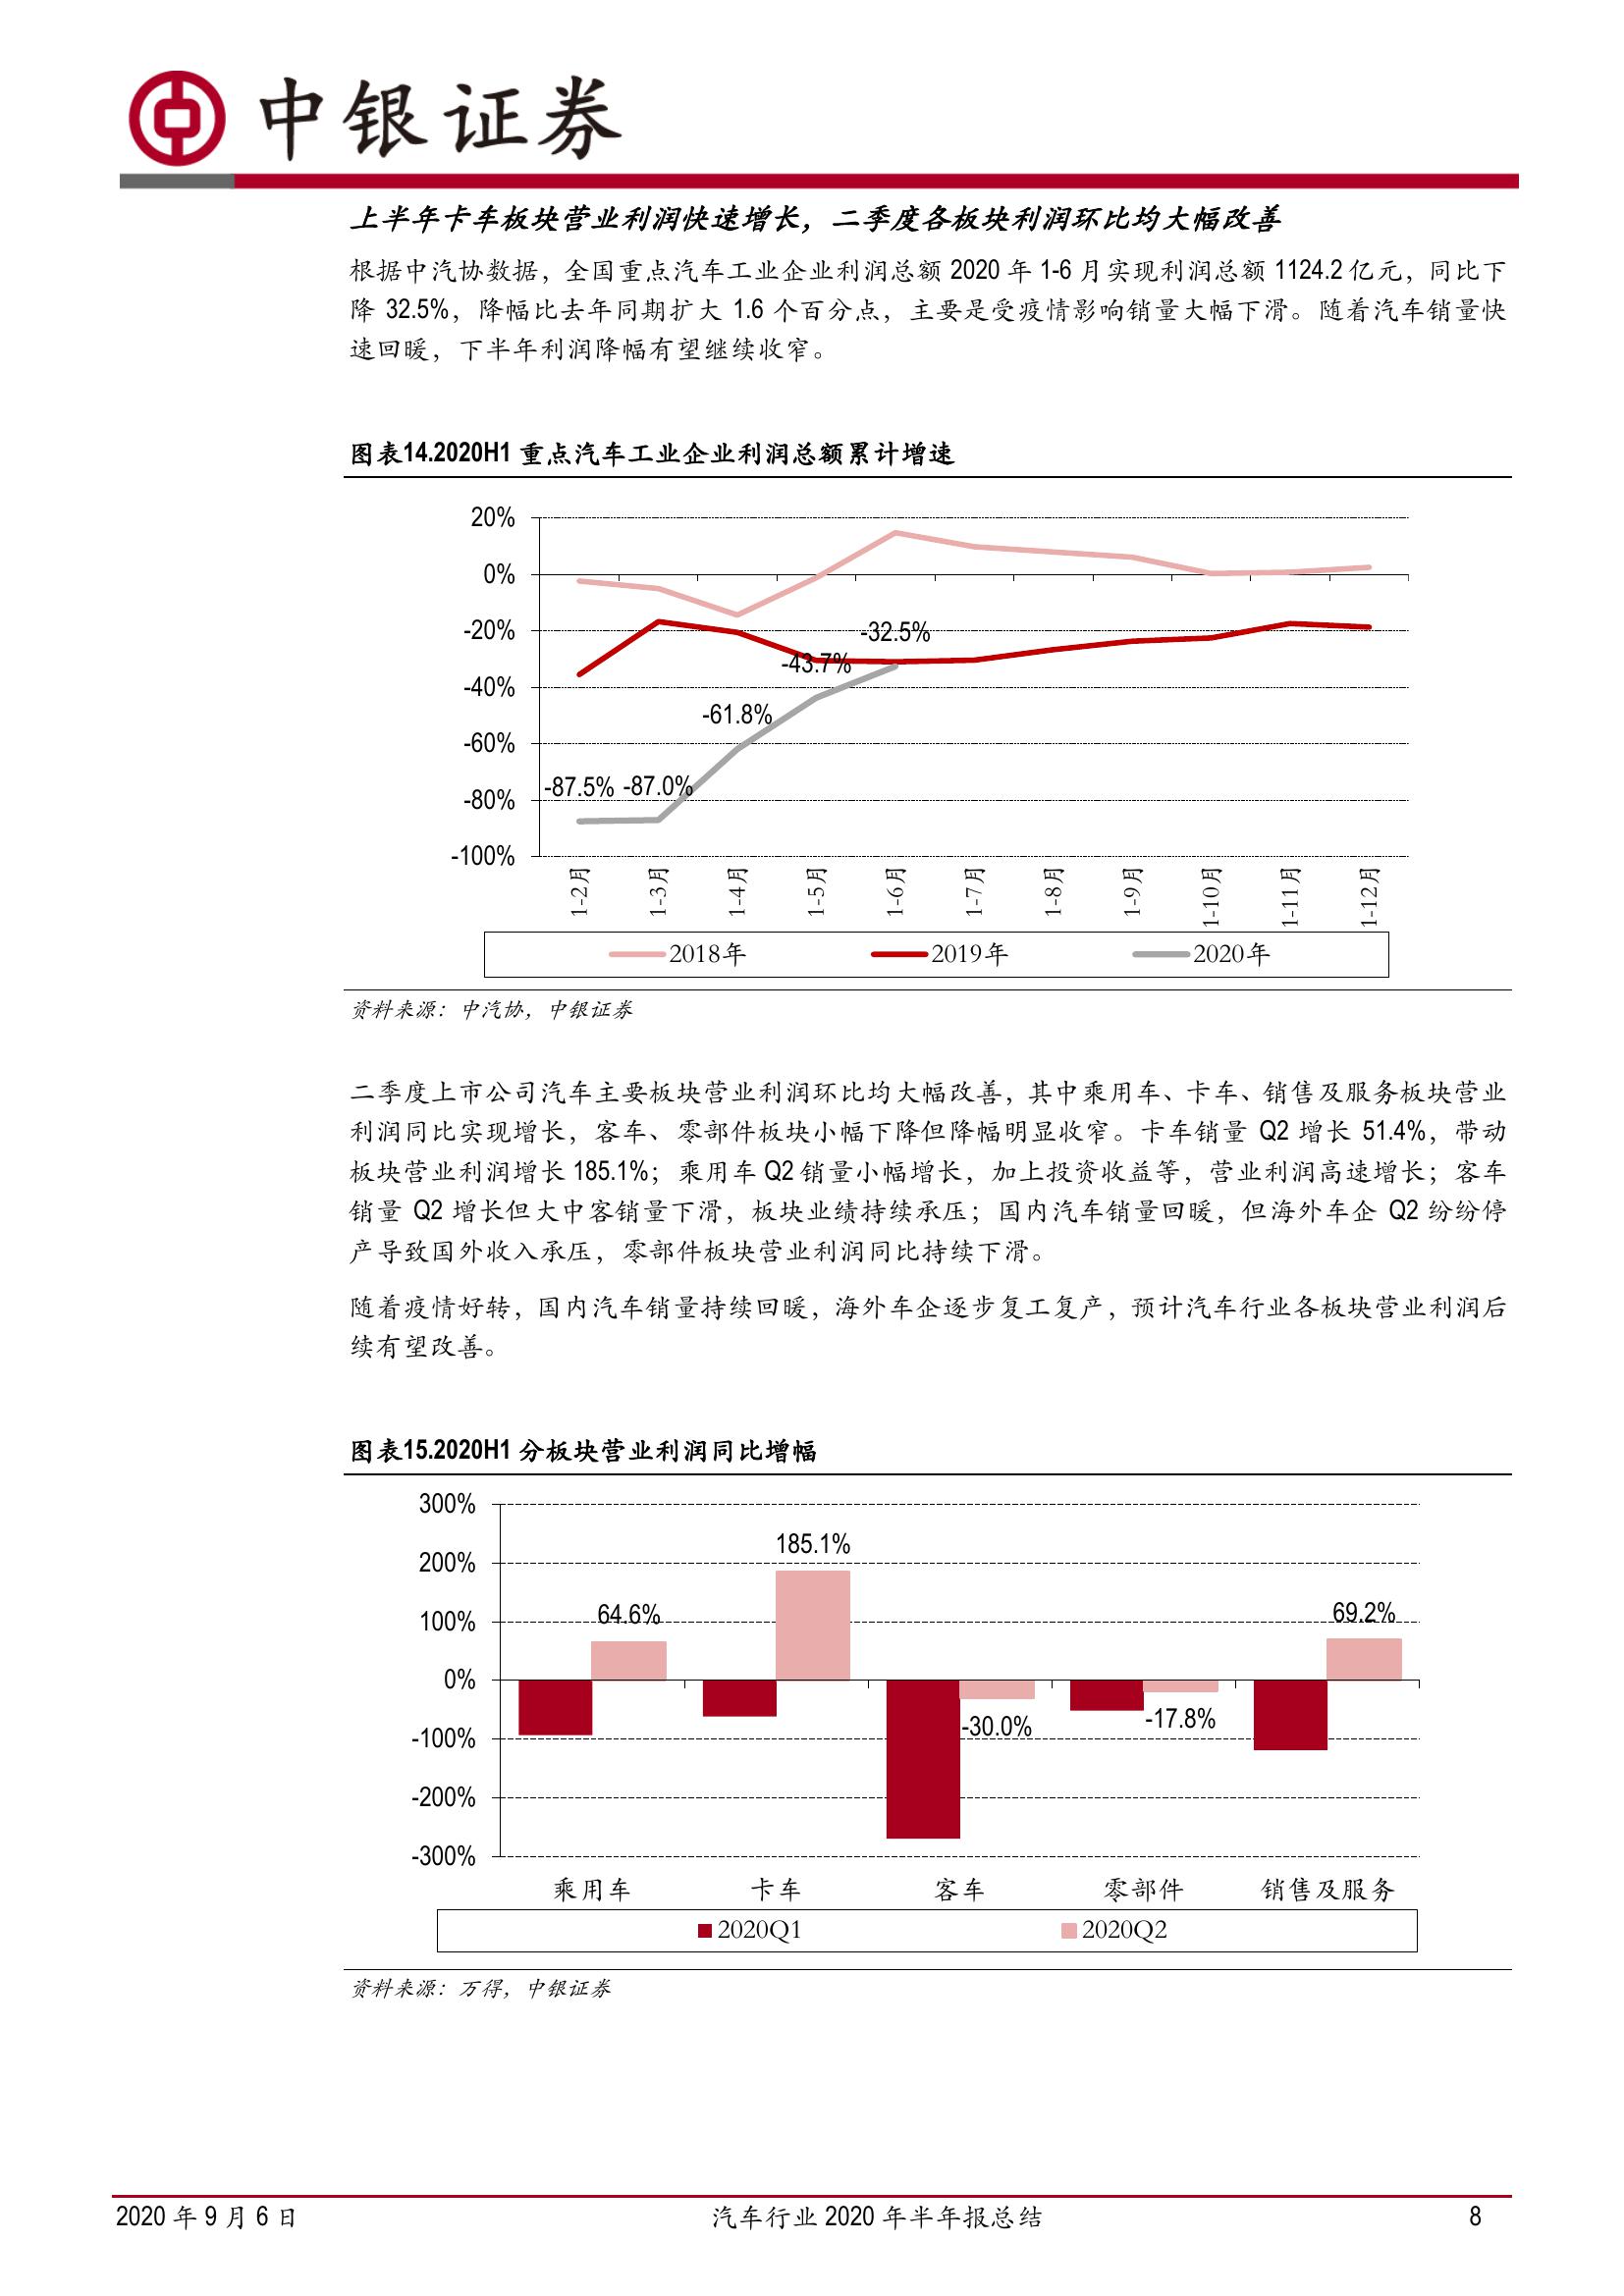 中银证券
上半年卡车板块营业利润快速增长，二季度各板块利润环比均大幅改善
根据中汽协数据，全国重点汽车工业企业利润总额 2020 年 1-6 月实现利润总额 1124.2 亿元，同比下
降 32.5%，降幅比去年同期扩大 1.6 个百分点，主要是受疫情影响销量大幅下滑。随着汽车销量快
速回暖，下半年利润降幅有望继续收窄。
图表14.2020H1 重点汽车工业企业利润总额累计增速
20%
0%
-20%
-40%
-60%
-80%
-100%
-87.5% -87.0%
-61.8%
-43.7%
-32.5%
1-2月 1-3月 1-4月 1-5月 1-6月 1-7月 1-8月 1-9月 1-10月 1-11月 1-12月
2018年 2019年 2020年
资料来源：中汽协，中银证券
二季度上市公司汽车主要板块营业利润环比均大幅改善，其中乘用车、卡车、销售及服务板块营业
利润同比实现增长，客车、零部件板块小幅下降但降幅明显收窄。卡车销量 Q2 增长 51.4%，带动
板块营业利润增长 185.1%；乘用车 Q2 销量小幅增长，加上投资收益等，营业利润高速增长；客车
销量 Q2 增长但大中客销量下滑，板块业绩持续承压；国内汽车销量回暖，但海外车企 Q2 纷纷停
产导致国外收入承压，零部件板块营业利润同比持续下滑。
随着疫情好转，国内汽车销量持续回暖，海外车企逐步复工复产，预计汽车行业各板块营业利润后
续有望改善。
图表15.2020H1 分板块营业利润同比增幅
300%
200%
100%
0%
-100%
-200%
-300%
64.6%
185.1%
-30.0%
-17.8%
69.2%
乘用车 卡车 客车 零部件 销售及服务
2020Q1 2020Q2
资料来源：万得，中银证券
2020 年 9 月 6 日 汽车行业 2020 年半年报总结 8